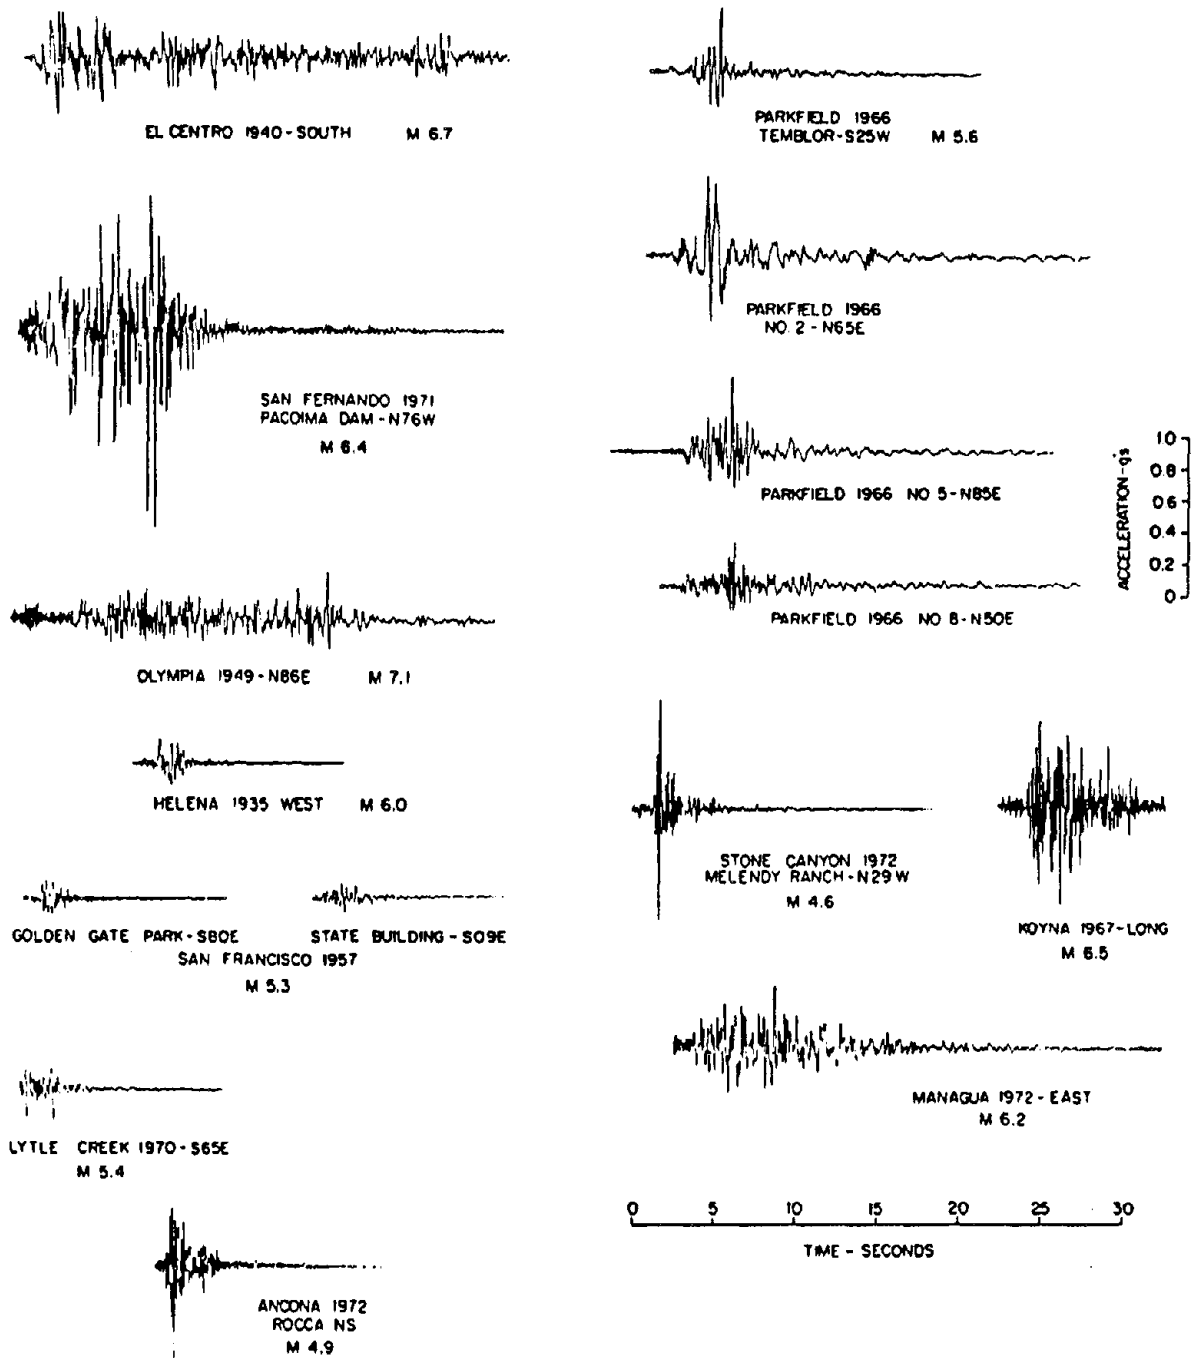 EL CENTRO 1940-SOUTH M 6.7
SAN FERNANDO 1971
PACOIMA DAM-N76W
M 6.4
OLYMPIA 1949-N86E M 7.1
HELENA 1935 WEST M 6.0
GOLDEN GATE PARK-S80E STATE BUILDING-S09E
SAN FRANCISCO 1957
M 5.3
LYTLE CREEK 1970-S65E
M 5.4
ANCONA 1972
ROCCA NS
M 4.9
PARKFIELD 1966
TEMBLOR-S25W M 5.6
PARKFIELD 1966
NO. 2-N65E
PARKFIELD 1966 NO 5-N85E
PARKFIELD 1966 NO 8-N50E
ACCELERATION-g's
1.0
0.8
0.6
0.4
0.2
0
STONE CANYON 1972
MELENDY RANCH-N29W
M 4.6
KOYNA 1967-LONG
M 6.5
MANAGUA 1972-EAST
M 6.2
0 5 10 15 20 25 30
TIME - SECONDS